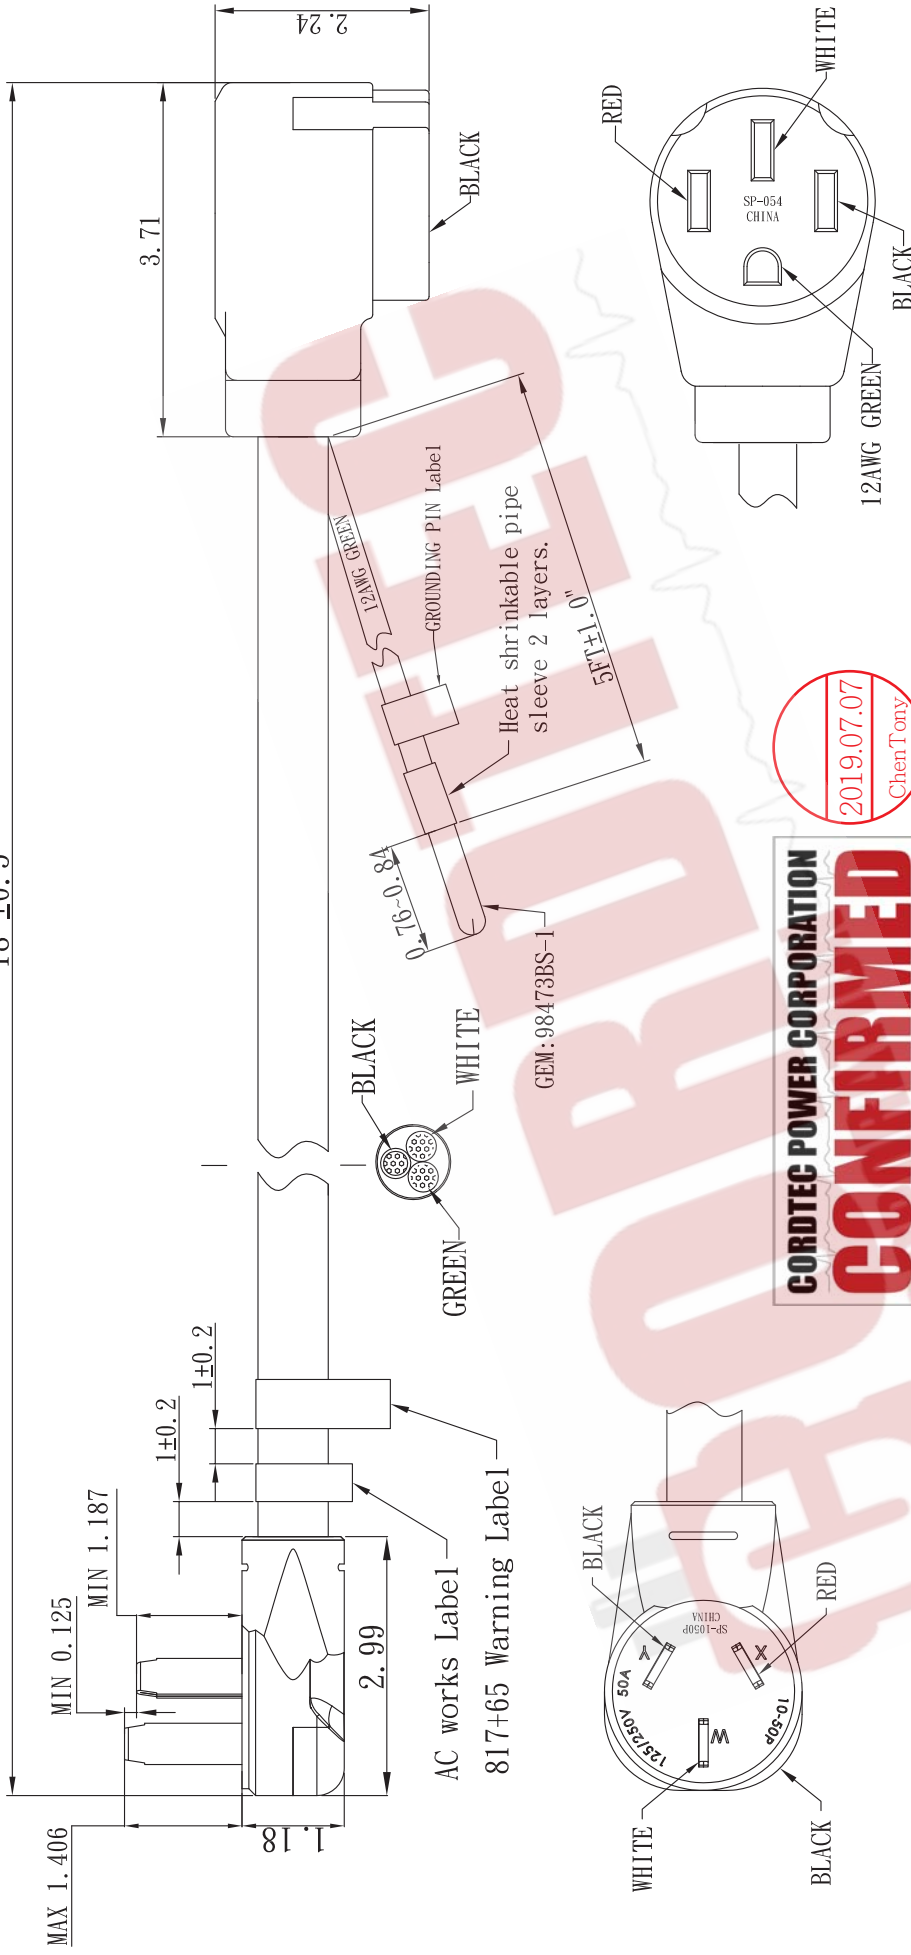 2.24
3.71
BLACK
RED
WHITE
SP-054
CHINA
BLACK
12AWG GREEN
12AWG GREEN
GROUNDING PIN Label
Heat shrinkable pipe
sleeve 2 layers.
5FT±1.0"
0.76~0.84
GEM:98473BS-1
BLACK
WHITE
GREEN
1±0.2
1±0.2
MIN 1.187
MIN 0.125
MAX 1.406
1.18
2.99
AC works Label
817+65 Warning Label
BLACK
RED
WHITE
BLACK
SP-1050P
CHINA
125/250V 50A
10-50P
Y
X
W
CORDTEC POWER CORPORATION
CONFIRMED
2019.07.07
ChenTony
CORDTEC